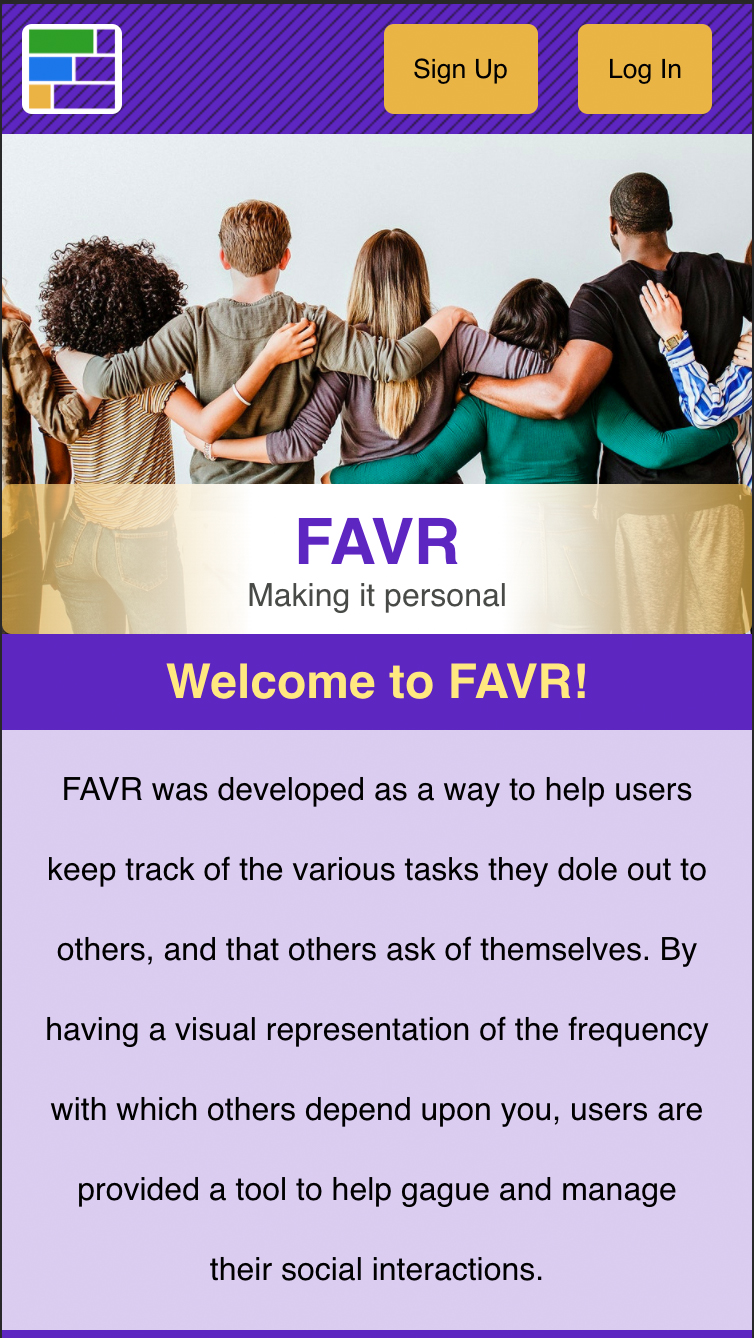 Sign Up
Log In
FAVR
Making it personal
Welcome to FAVR!
FAVR was developed as a way to help users
keep track of the various tasks they dole out to
others, and that others ask of themselves. By
having a visual representation of the frequency
with which others depend upon you, users are
provided a tool to help gague and manage
their social interactions.